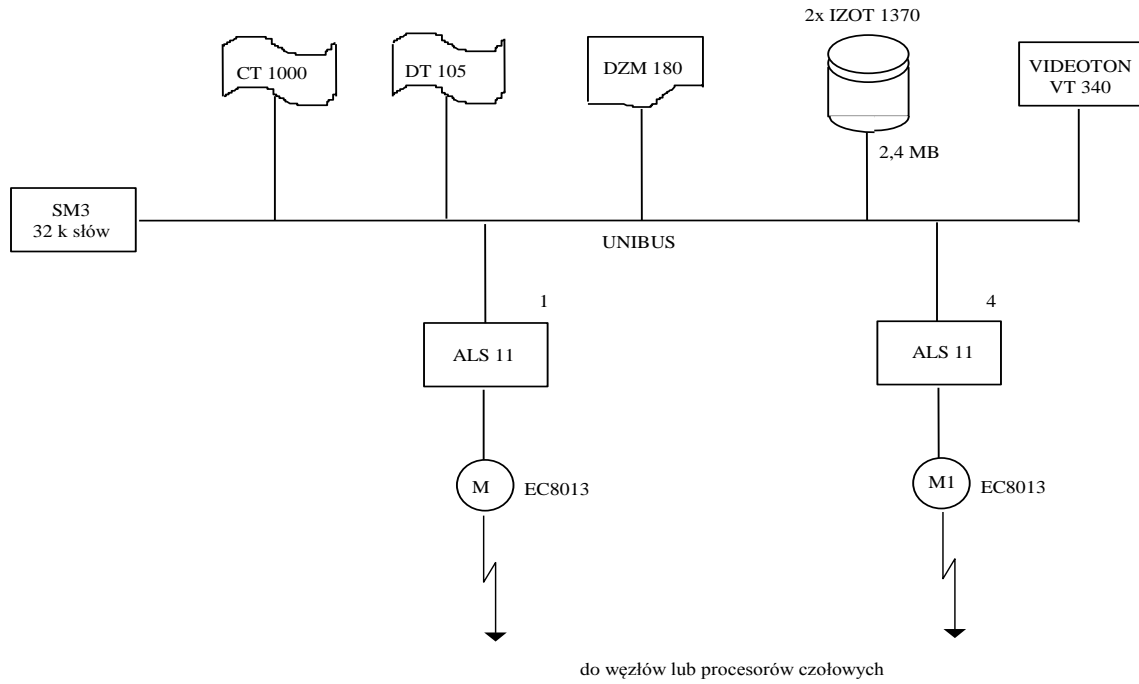 2x IZOT 1370
CT 1000
DT 105
DZM 180
VIDEOTON
VT 340
2,4 MB
SM3
32 k słów
UNIBUS
1
4
ALS 11
ALS 11
M
EC8013
M1
EC8013
do węzłów lub procesorów czołowych